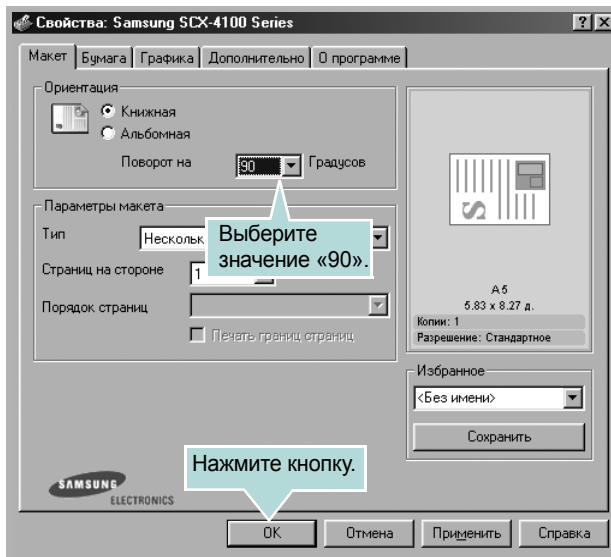 Свойства: Samsung SCX-4100 Series
Макет Бумага Графика Дополнительно О программе
Ориентация
Книжная
Альбомная
Поворот на 90 Градусов
Параметры макета
Тип Нескольк
Выберите
значение «90».
Страниц на стороне 1
Порядок страниц
Печать границ страниц
S
A5
5.83 x 8.27 д.
Копии: 1
Разрешение: Стандартное
Избранное
<Без имени>
Сохранить
Нажмите кнопку.
SAMSUNG
ELECTRONICS
OK Отмена Применить Справка